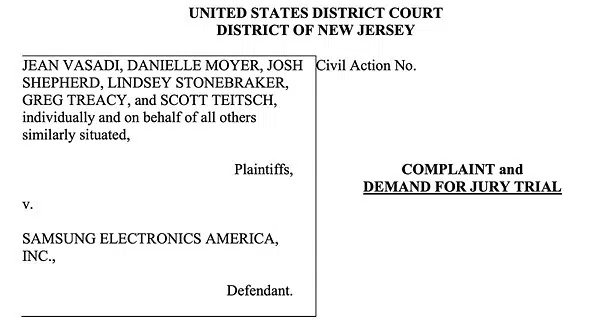 UNITED STATES DISTRICT COURT
DISTRICT OF NEW JERSEY
JEAN VASADI, DANIELLE MOYER, JOSH
SHEPHERD, LINDSEY STONEBRAKER,
GREG TREACY, and SCOTT TEITSCH,
individually and on behalf of all others
similarly situated,
Plaintiffs,
v.
SAMSUNG ELECTRONICS AMERICA,
INC.,
Defendant.
Civil Action No.
COMPLAINT and
DEMAND FOR JURY TRIAL